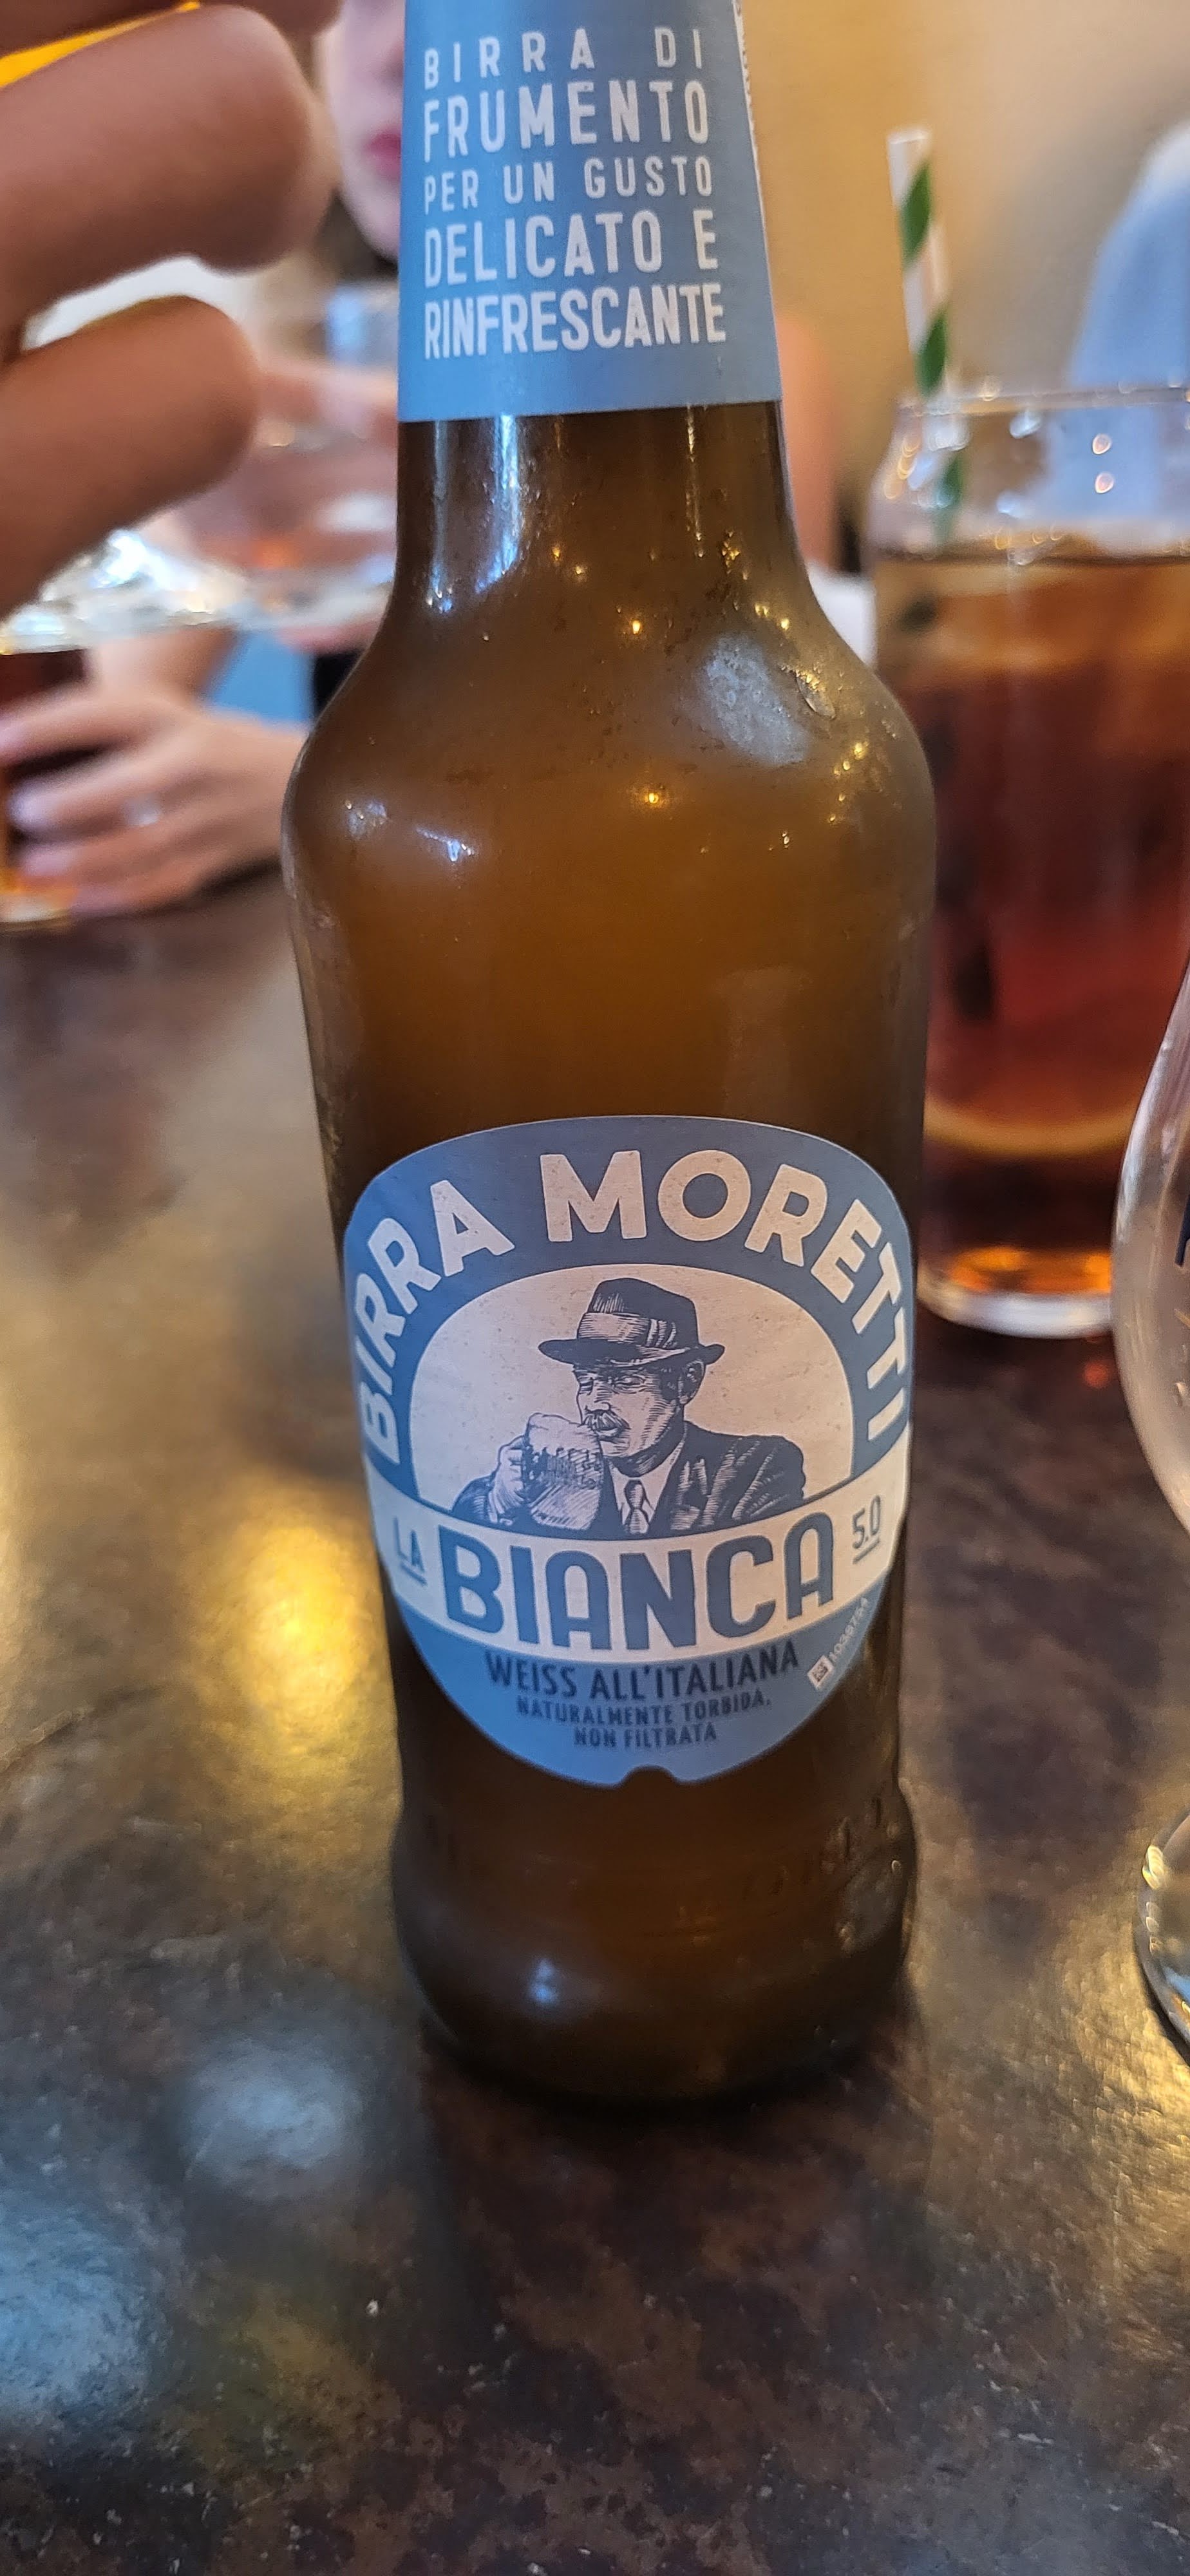 BIRRA DI
FRUMENTO
PER UN GUSTO
DELICATO E
RINFRESCANTE
BIRRA MORETTI
LA BIANCA 5.0
WEISS ALL'ITALIANA
NATURALMENTE TORBIDA,
NON FILTRATA